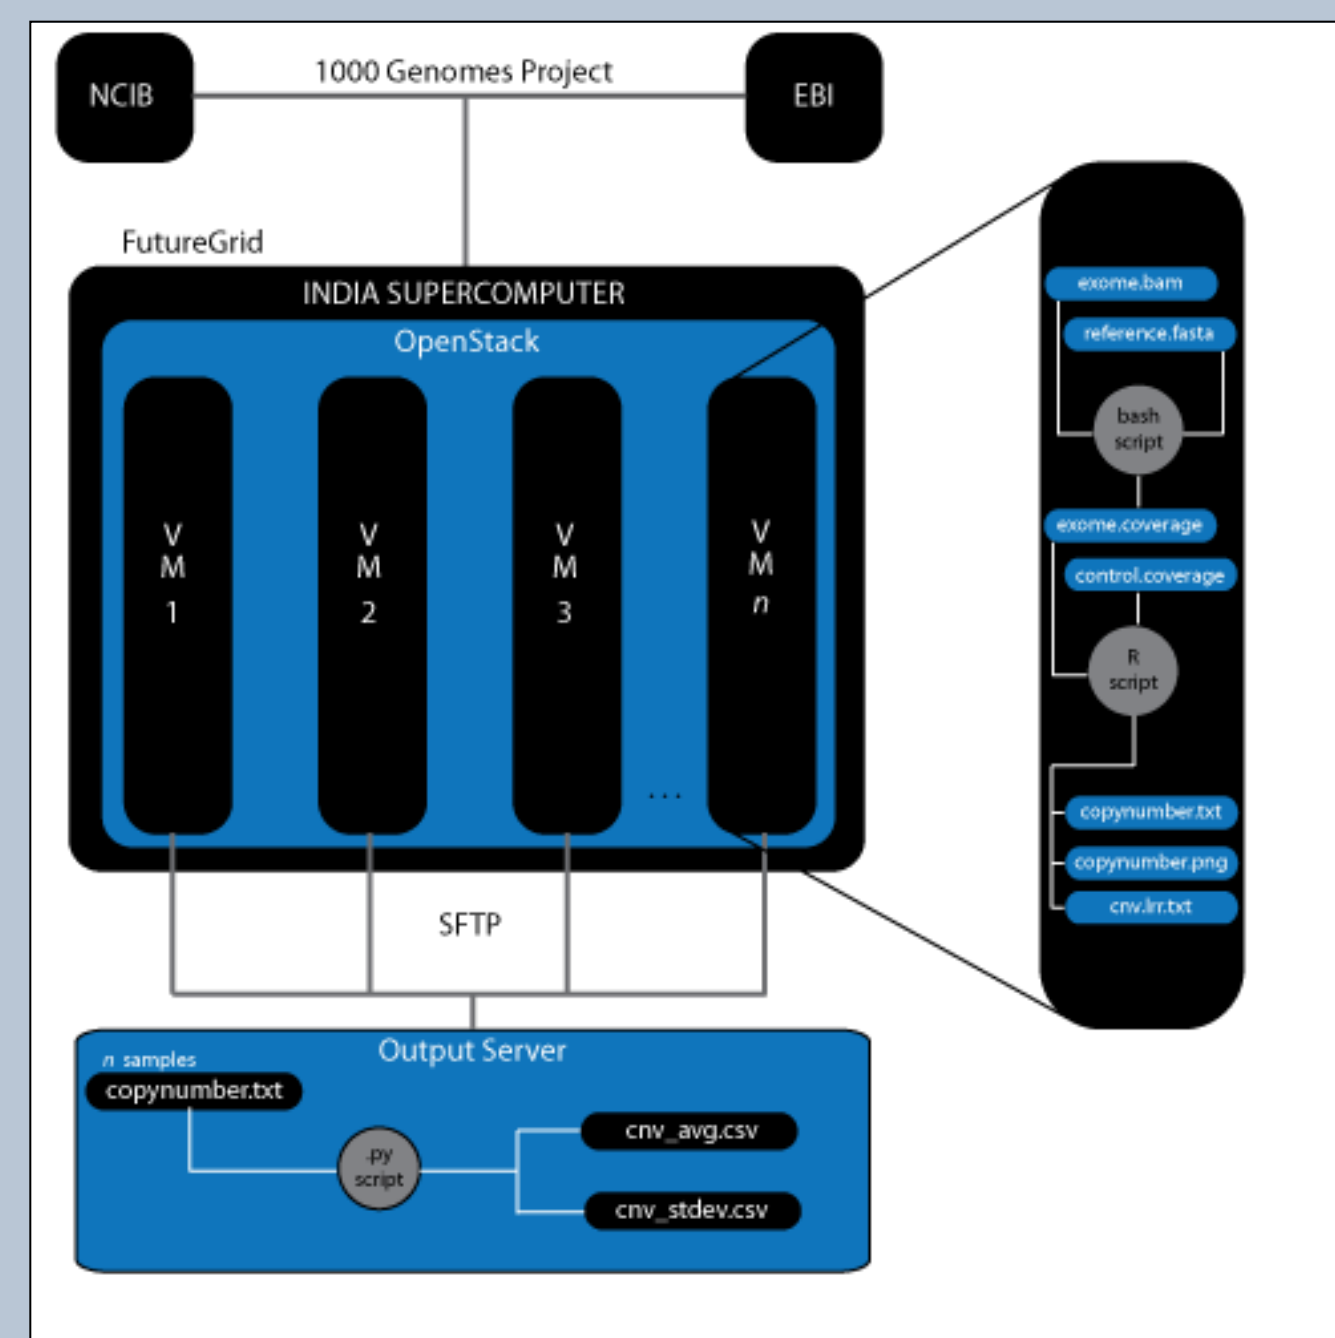 1000 Genomes Project
NCIB
EBI
FutureGrid
INDIA SUPERCOMPUTER
OpenStack
V
M
1
V
M
2
V
M
3
. . .
V
M
n
exome.bam
reference.fasta
bash
script
exome.coverage
control.coverage
R
script
copynumber.txt
copynumber.png
cnv.lrr.txt
SFTP
Output Server
n samples
copynumber.txt
.py
script
cnv_avg.csv
cnv_stdev.csv